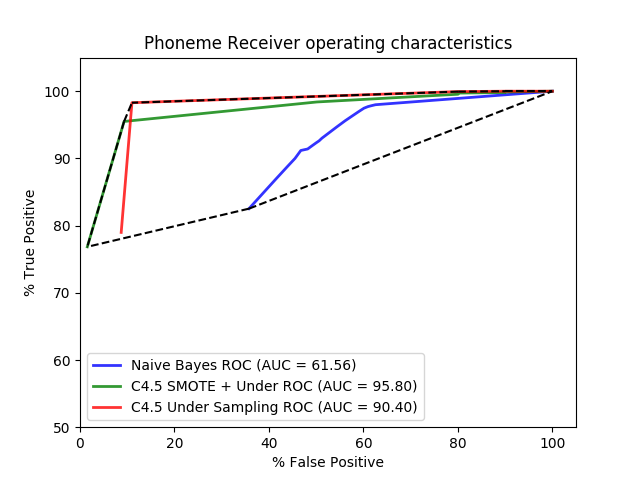 Phoneme Receiver operating characteristics
100
90
80
70
60
50
% True Positive
Naive Bayes ROC (AUC = 61.56)
C4.5 SMOTE + Under ROC (AUC = 95.80)
C4.5 Under Sampling ROC (AUC = 90.40)
0 20 40 60 80 100
% False Positive